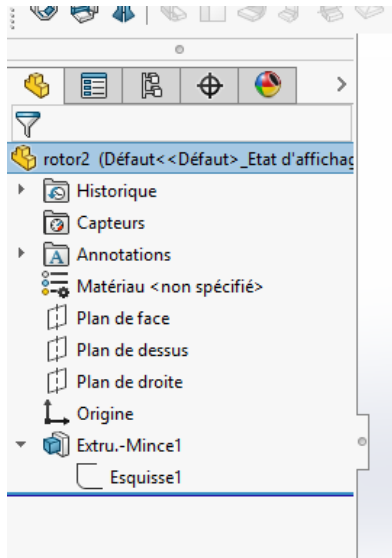 rotor2 (Défaut<<Défaut>_Etat d'affichag
Historique
Capteurs
Annotations
Matériau <non spécifié>
Plan de face
Plan de dessus
Plan de droite
Origine
Extru.-Mince1
Esquisse1